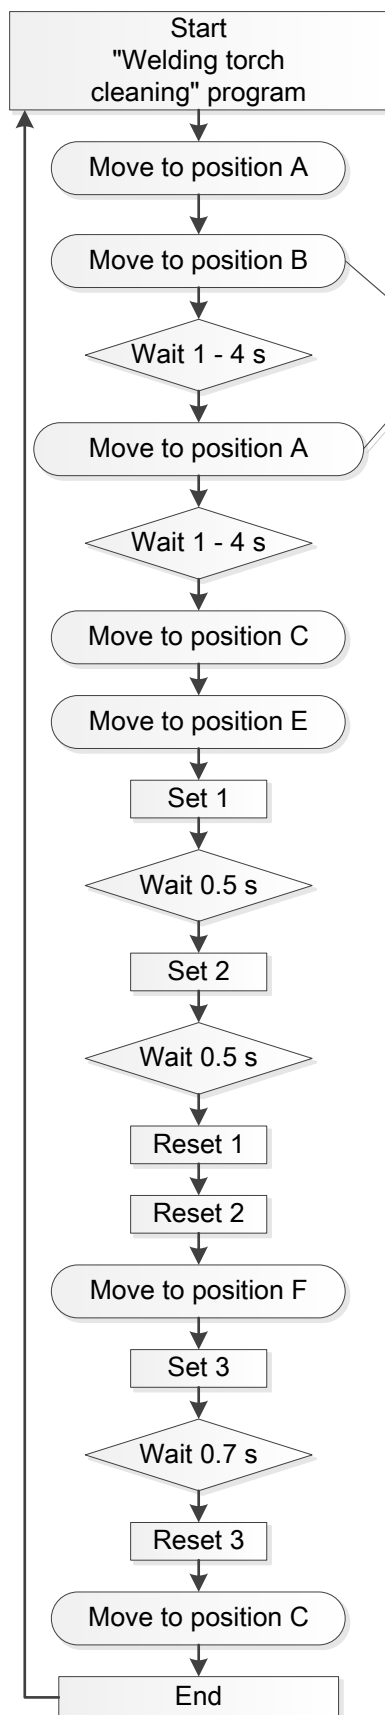 Start
"Welding torch
cleaning" program
Move to position A
Move to position B
Wait 1 - 4 s
Move to position A
Wait 1 - 4 s
Move to position C
Move to position E
Set 1
Wait 0.5 s
Set 2
Wait 0.5 s
Reset 1
Reset 2
Move to position F
Set 3
Wait 0.7 s
Reset 3
Move to position C
End